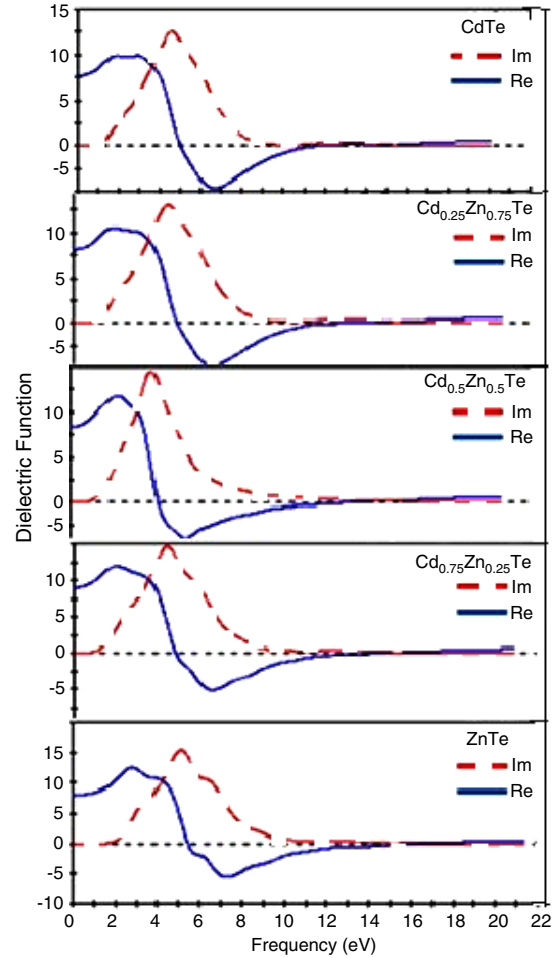 Dielectric Function
15
10
5
0
-5
CdTe
Im
Re
10
5
0
-5
Cd0.25Zn0.75Te
Im
Re
10
5
0
-5
Cd0.5Zn0.5Te
Im
Re
10
5
0
-5
Cd0.75Zn0.25Te
Im
Re
15
10
5
0
-5
-10
ZnTe
Im
Re
0 2 4 6 8 10 12 14 16 18 20 22
Frequency (eV)